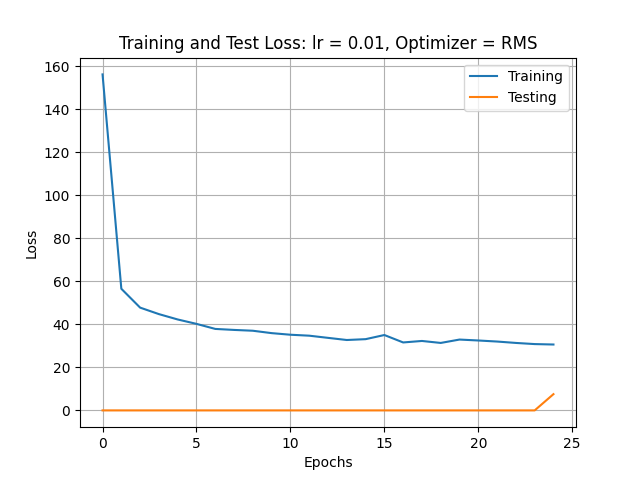 Training and Test Loss: lr = 0.01, Optimizer = RMS
160
140
120
100
80
60
40
20
0
Loss
Training
Testing
0 5 10 15 20 25
Epochs